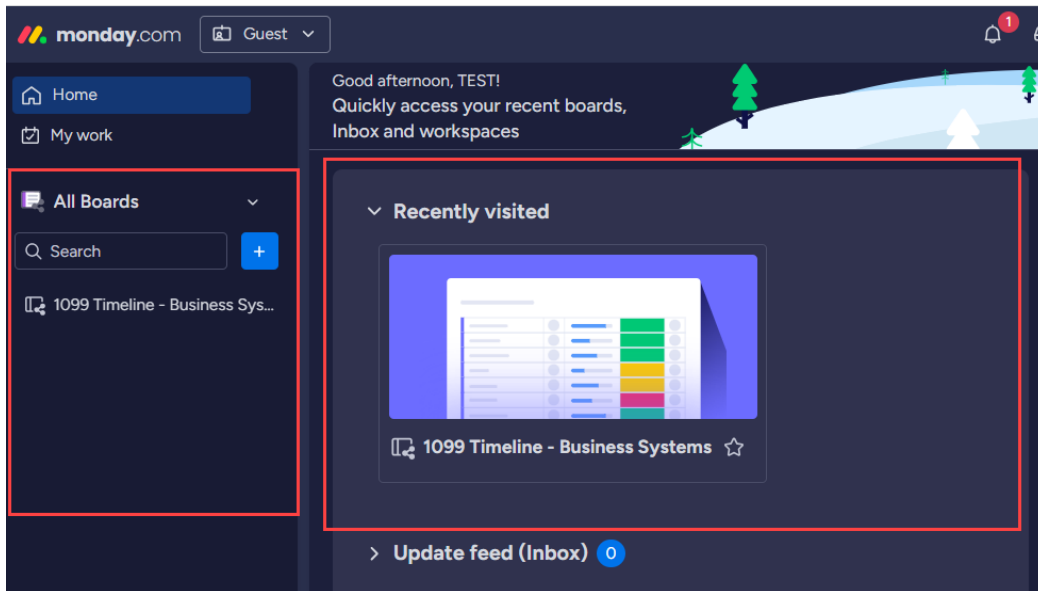 monday.com
Guest
1
Home
My work
All Boards
Search
+
1099 Timeline - Business Sys...
Good afternoon, TEST!
Quickly access your recent boards,
Inbox and workspaces
Recently visited
1099 Timeline - Business Systems
Update feed (Inbox) 0